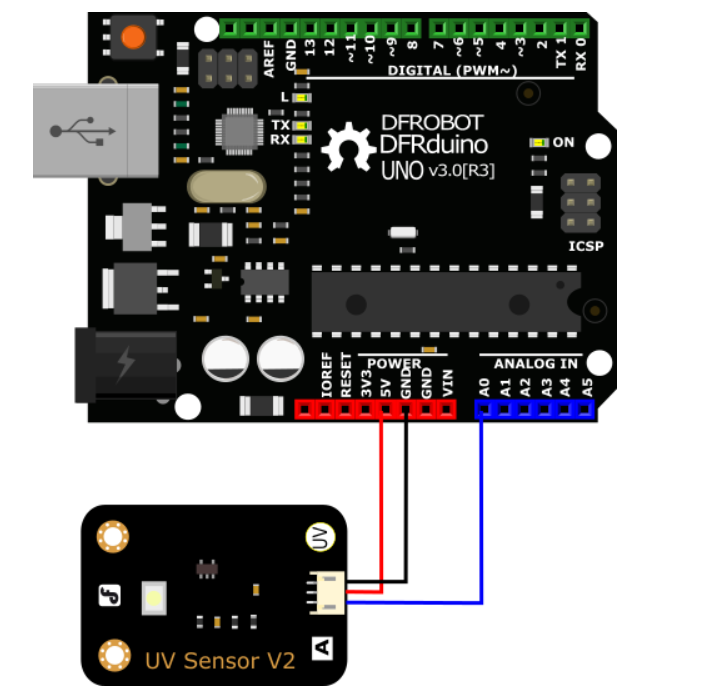 AREF
GND
13
12
~11
~10
~9
8
7
~6
~5
4
~3
2
TX 1
RX 0
DIGITAL (PWM~)
L
TX
RX
DFROBOT
DFRduino
UNO v3.0[R3]
ON
ICSP
POWER
ANALOG IN
IOREF
RESET
3V3
5V
GND
GND
VIN
A0
A1
A2
A3
A4
A5
UV
A
UV Sensor V2